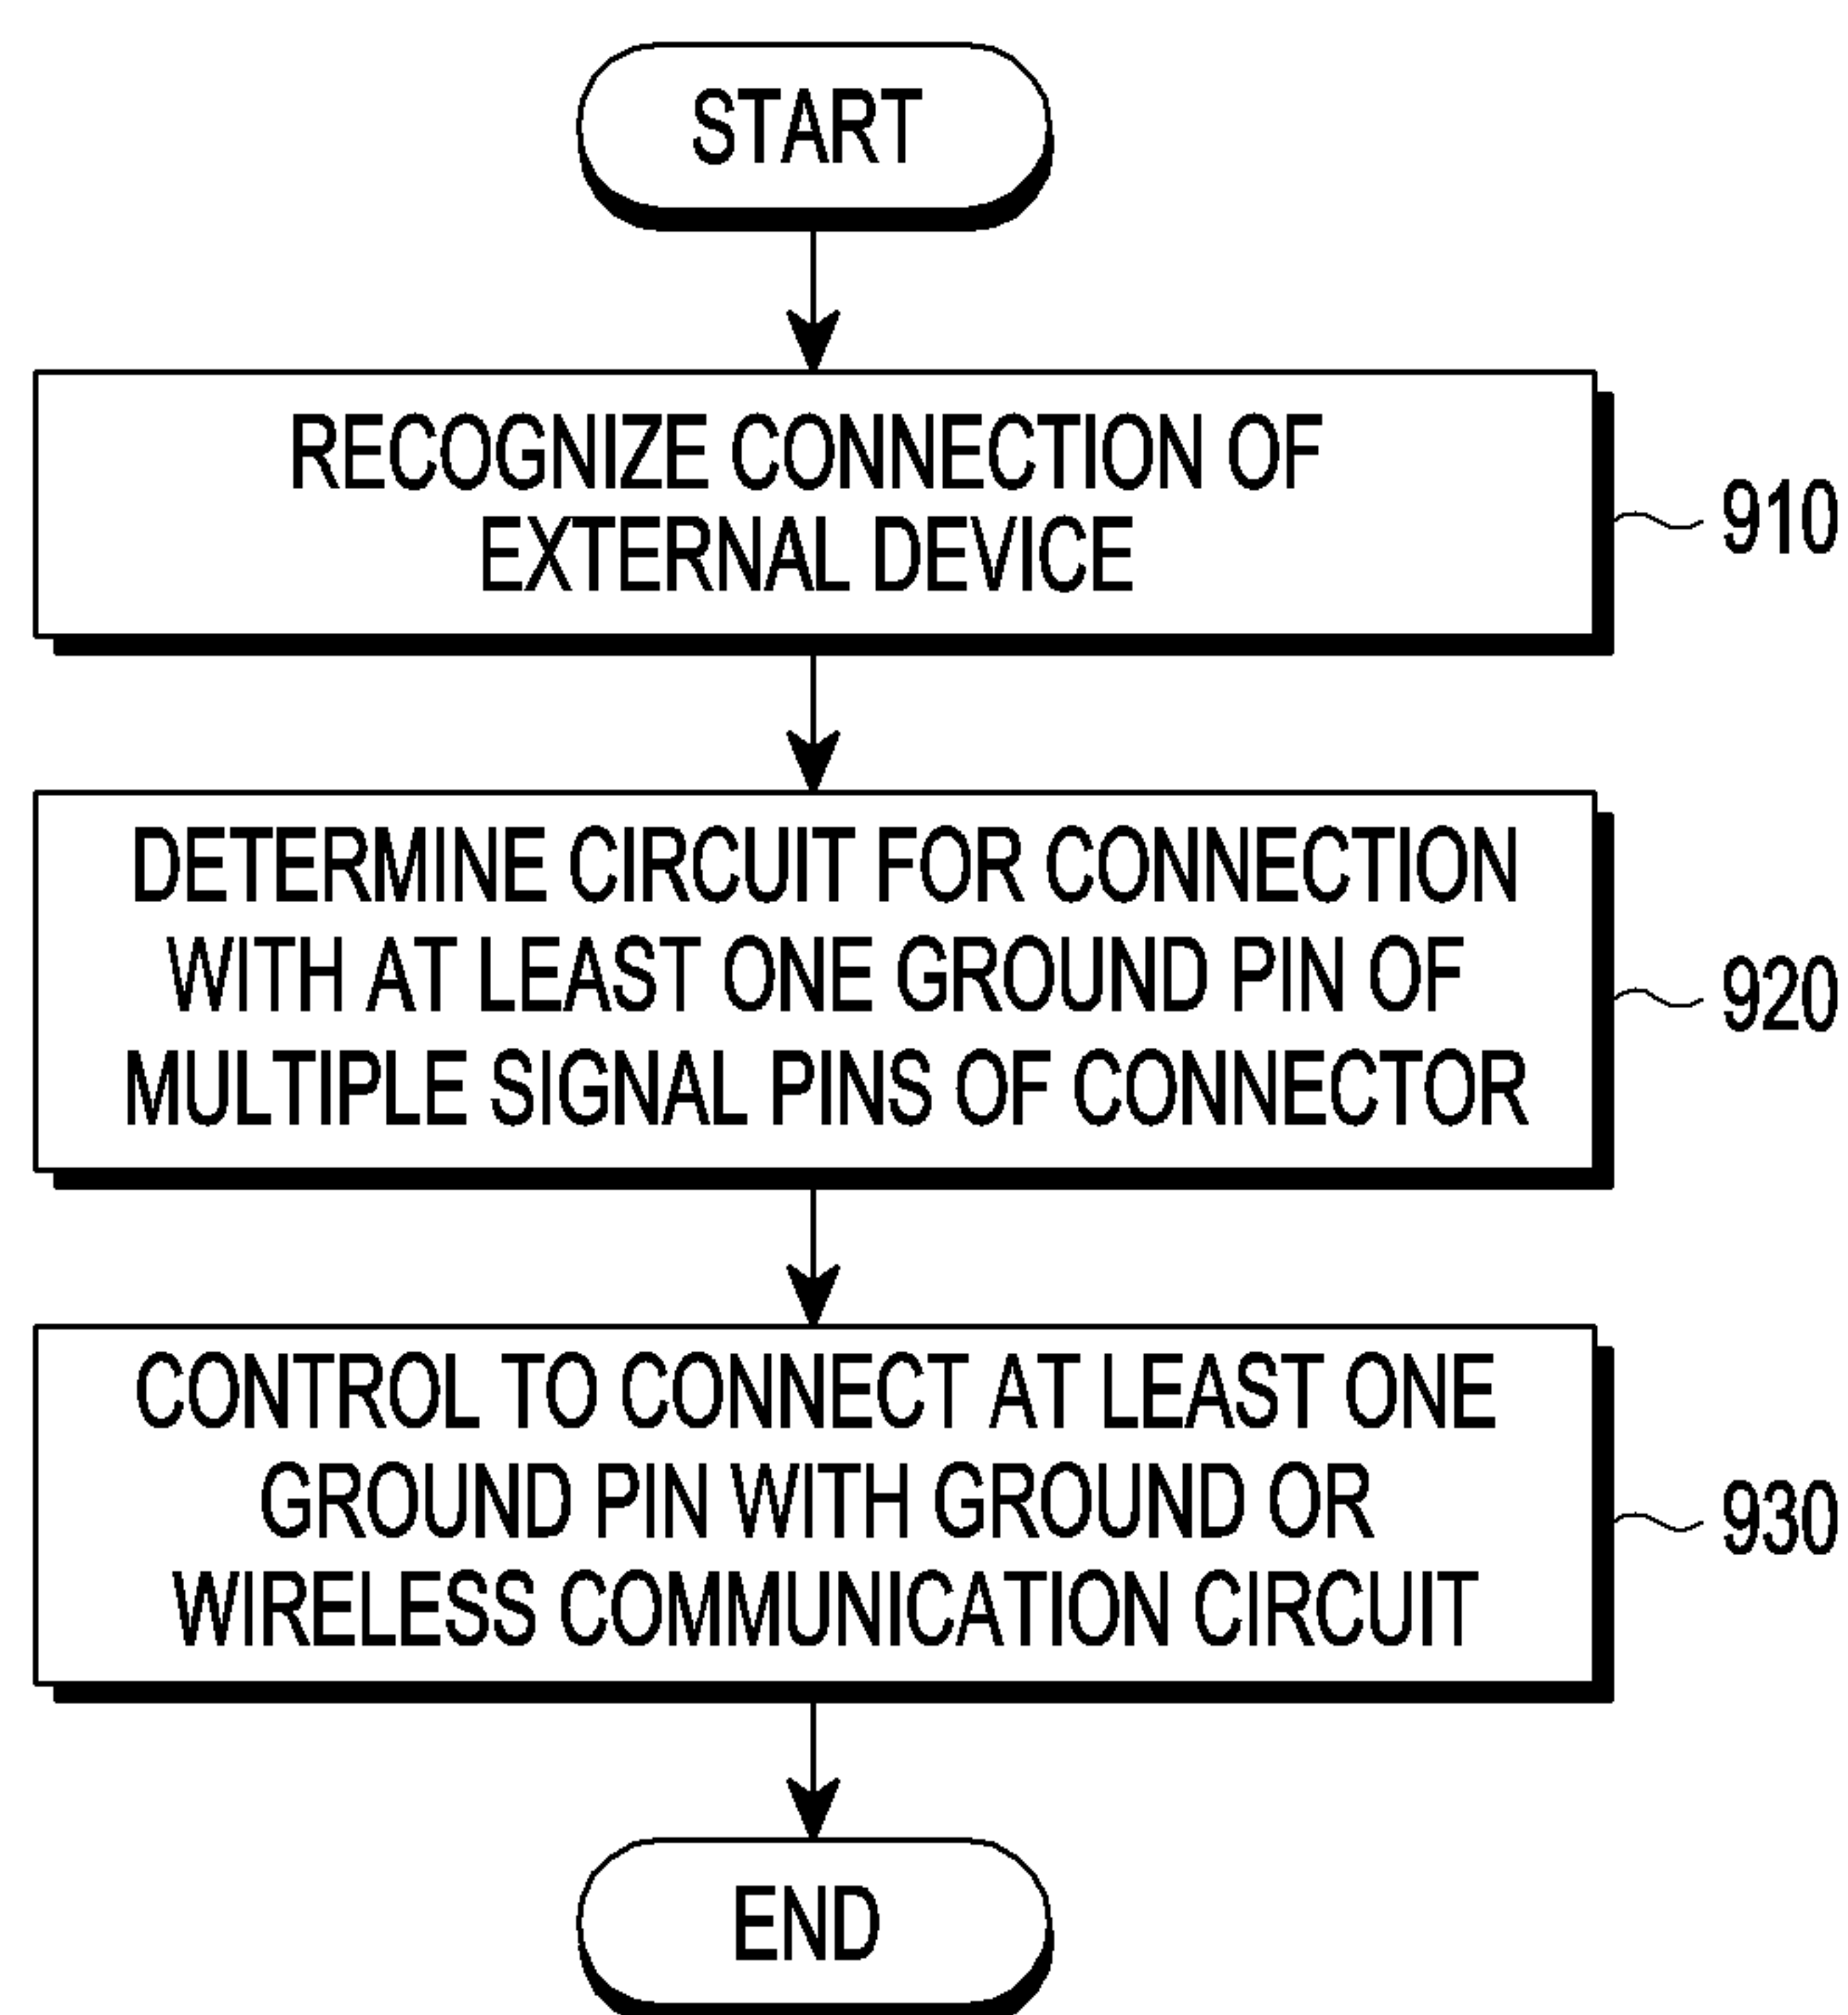 START
RECOGNIZE CONNECTION OF
EXTERNAL DEVICE
910
DETERMINE CIRCUIT FOR CONNECTION
WITH AT LEAST ONE GROUND PIN OF
MULTIPLE SIGNAL PINS OF CONNECTOR
920
CONTROL TO CONNECT AT LEAST ONE
GROUND PIN WITH GROUND OR
WIRELESS COMMUNICATION CIRCUIT
930
END